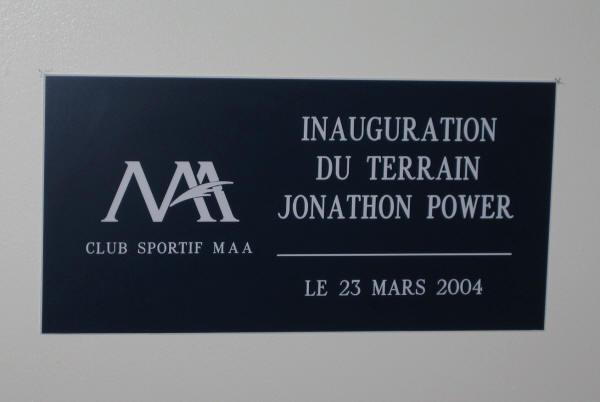 MAA
CLUB SPORTIF MAA
INAUGURATION
DU TERRAIN
JONATHON POWER
LE 23 MARS 2004